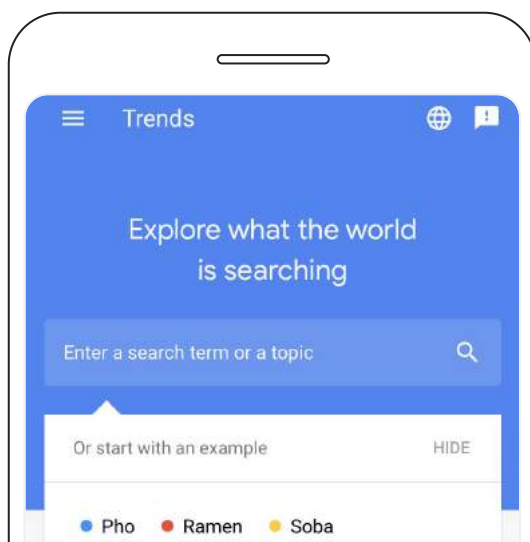 Trends
Explore what the world
is searching
Enter a search term or a topic
Or start with an example HIDE
Pho Ramen Soba